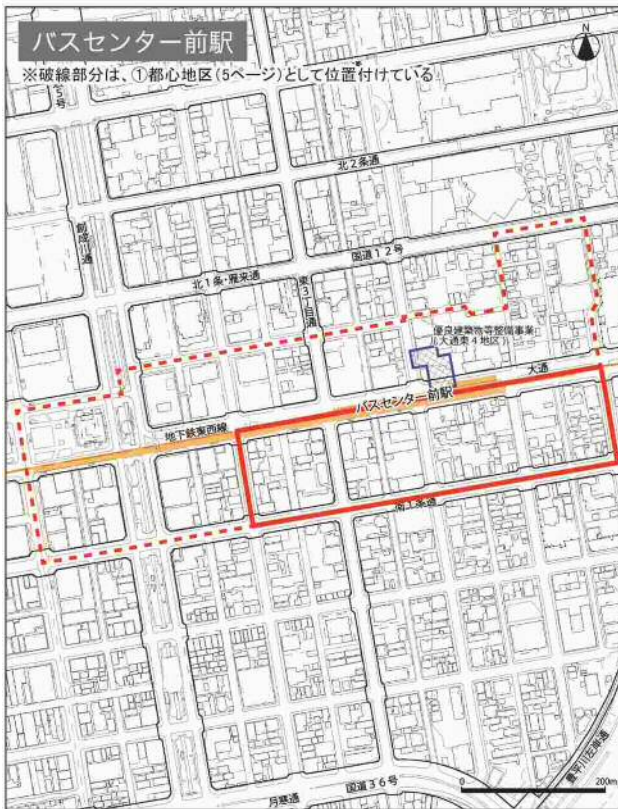 バスセンター前駅
※破線部分は、①都心地区(5ページ)として位置付けている
N
5号
北2条通
創成川通
国道12号
北1条・雁来通
東3丁目通
優良建築物等整備事業
(大通東4地区)
大通
バスセンター前駅
地下鉄東西線
南1条通
豊平川左岸通
0 200m
国道36号
月寒通